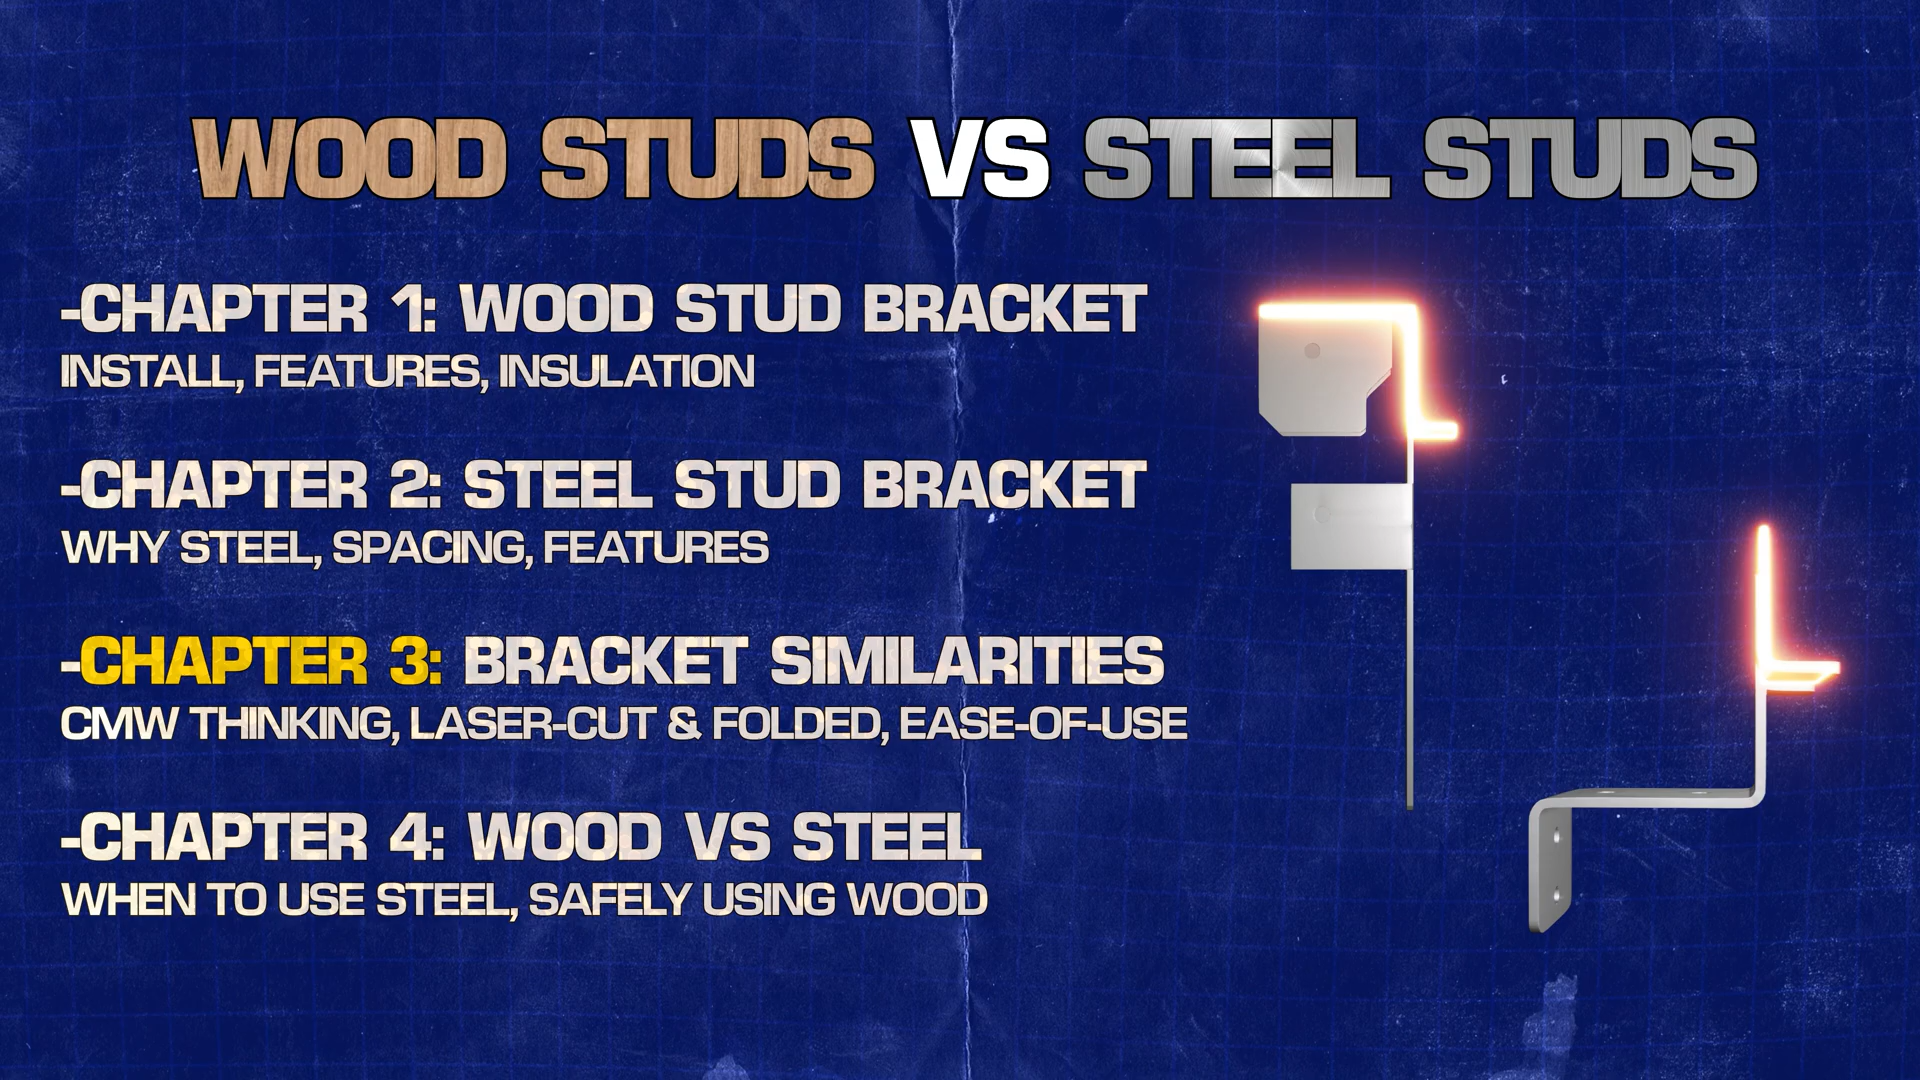 WOOD STUDS VS STEEL STUDS
-CHAPTER 1: WOOD STUD BRACKET
INSTALL, FEATURES, INSULATION
-CHAPTER 2: STEEL STUD BRACKET
WHY STEEL, SPACING, FEATURES
-CHAPTER 3: BRACKET SIMILARITIES
CMW THINKING, LASER-CUT & FOLDED, EASE-OF-USE
-CHAPTER 4: WOOD VS STEEL
WHEN TO USE STEEL, SAFELY USING WOOD